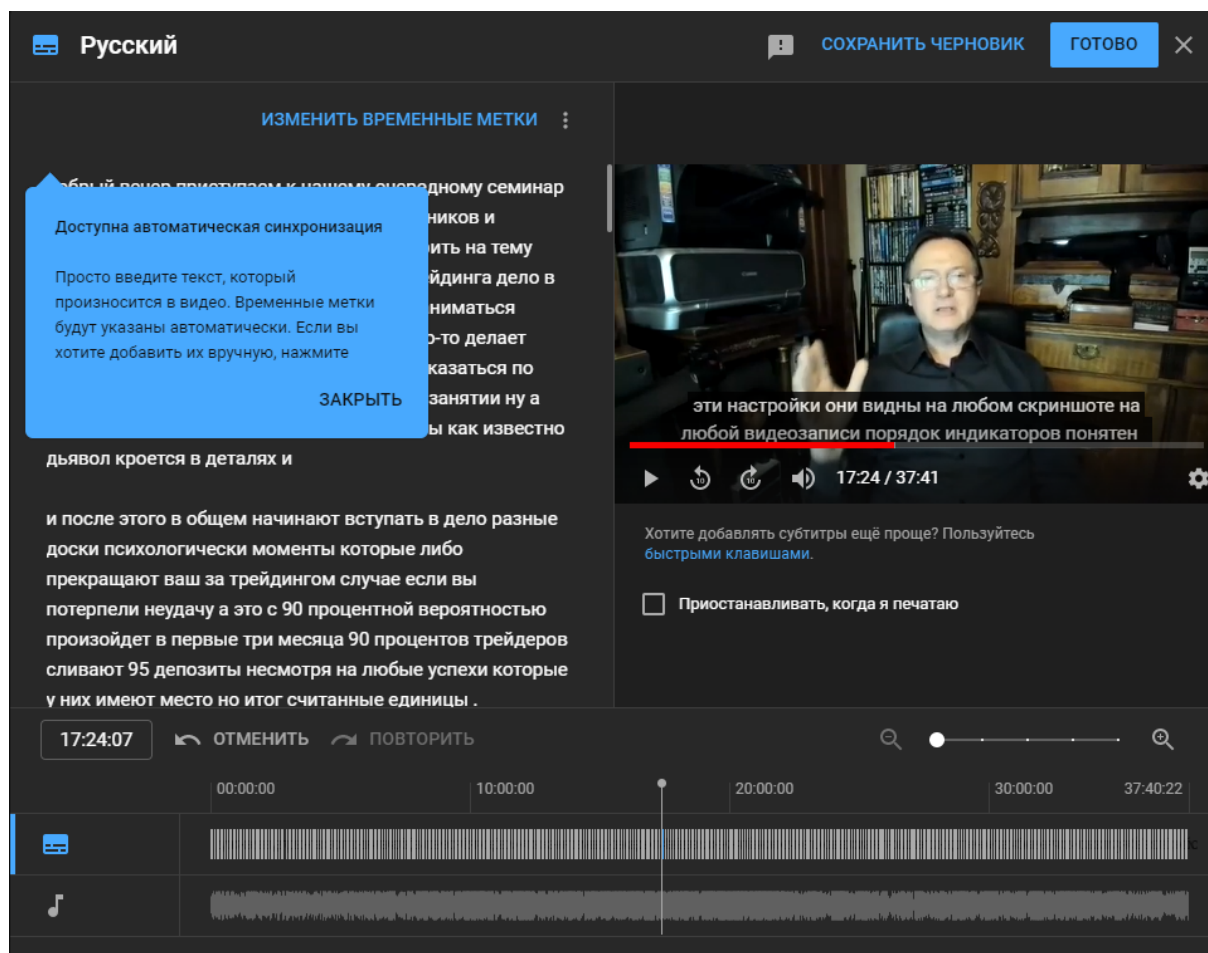 Русский
СОХРАНИТЬ ЧЕРНОВИК
ГОТОВО
ИЗМЕНИТЬ ВРЕМЕННЫЕ МЕТКИ
приступаем к нашему очередному семинар
Доступна автоматическая синхронизация
Просто введите текст, который
произносится в видео. Временные метки
будут указаны автоматически. Если вы
хотите добавить их вручную, нажмите
ЗАКРЫТЬ
ников и
рить на тему
йдинга дело в
ниматься
о-то делает
казаться по
занятии ну а
ы как известно
дьявол кроется в деталях и
и после этого в общем начинают вступать в дело разные
доски психологически моменты которые либо
прекращают ваш за трейдингом случае если вы
потерпели неудачу а это с 90 процентной вероятностью
произойдет в первые три месяца 90 процентов трейдеров
сливают 95 депозиты несмотря на любые успехи которые
у них имеют место но итог считанные единицы .
эти настройки они видны на любом скриншоте на
любой видеозаписи порядок индикаторов понятен
10
10
17:24 / 37:41
Хотите добавлять субтитры ещё проще? Пользуйтесь
быстрыми клавишами.
Приостанавливать, когда я печатаю
17:24:07
ОТМЕНИТЬ
ПОВТОРИТЬ
00:00:00
10:00:00
20:00:00
30:00:00
37:40:22